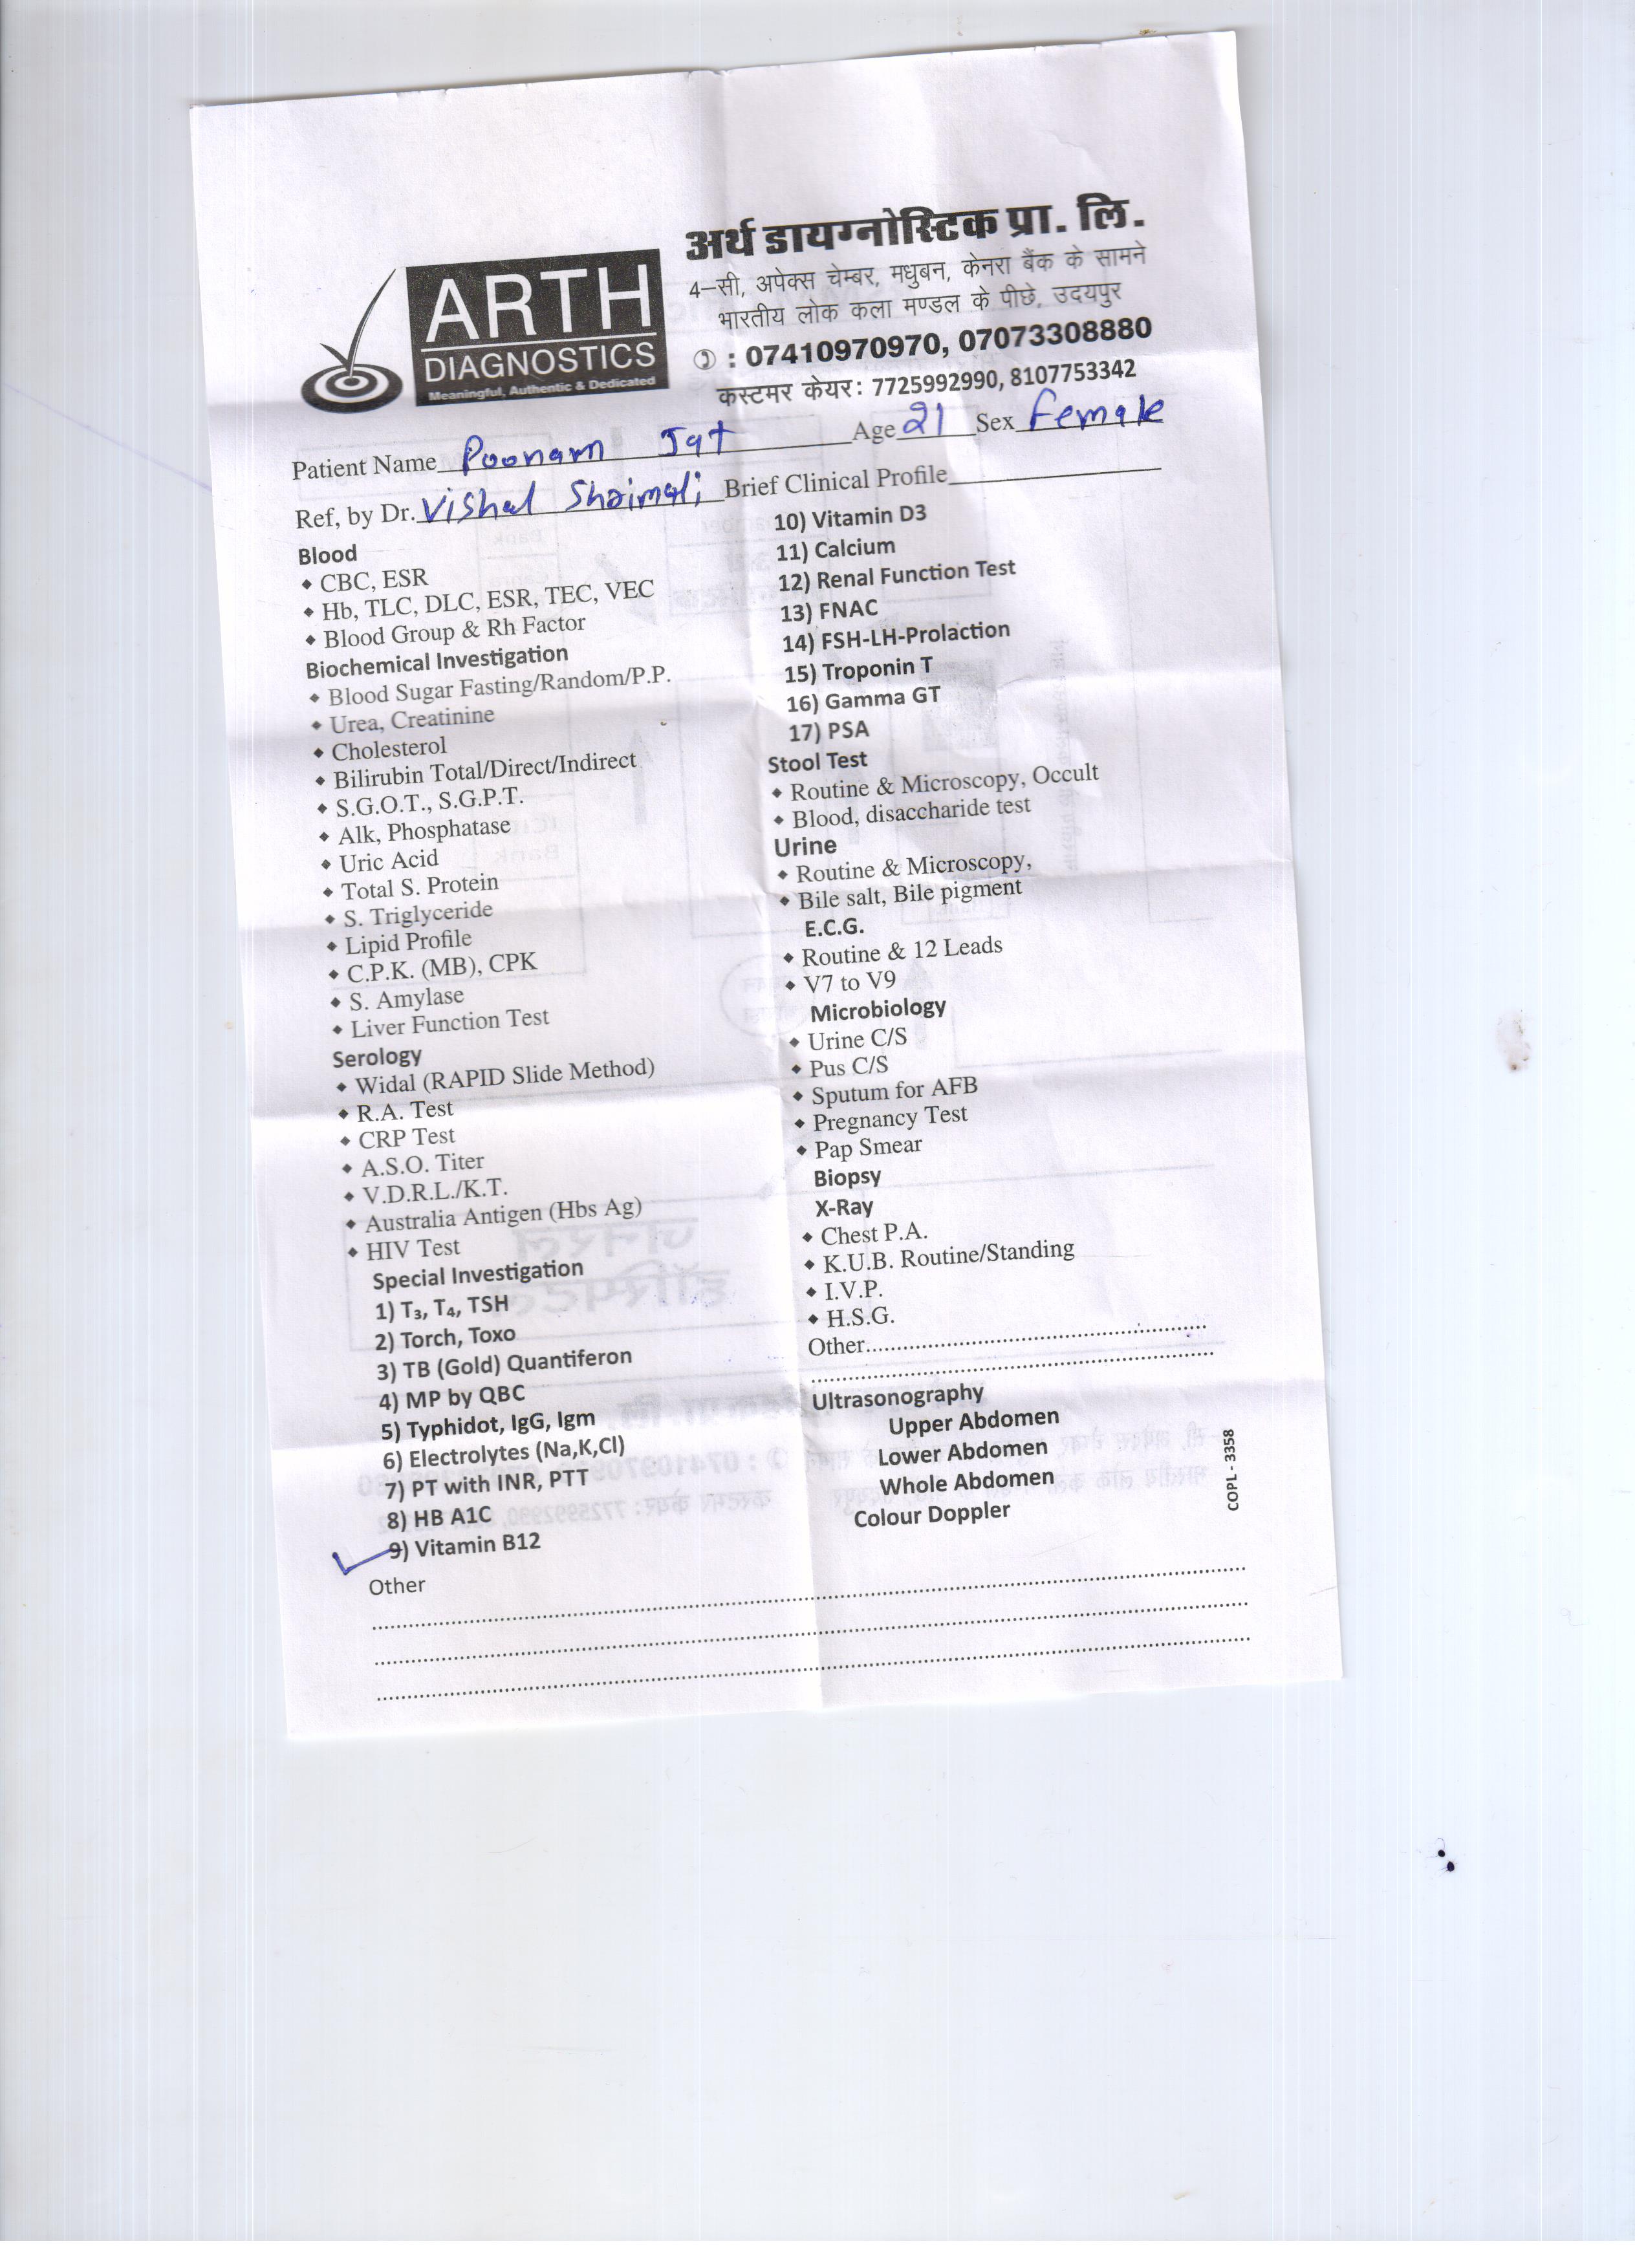 अर्थ डायग्नोस्टिक प्रा. लि.
4–सी, अपेक्स चेम्बर, मधुबन, केनरा बैंक के सामने
भारतीय लोक कला मण्डल के पीछे, उदयपुर
: 07410970970, 07073308880
कस्टमर केयर: 7725992990, 8107753342
ARTH
DIAGNOSTICS
Meaningful, Authentic & Dedicated
Patient Name Poonam Jat Age 21 Sex Female
Ref, by Dr. Vishal Shrimali Brief Clinical Profile
Blood
CBC, ESR
Hb, TLC, DLC, ESR, TEC, VEC
Blood Group & Rh Factor
Biochemical Investigation
Blood Sugar Fasting/Random/P.P.
Urea, Creatinine
Cholesterol
Bilirubin Total/Direct/Indirect
S.G.O.T., S.G.P.T.
Alk, Phosphatase
Uric Acid
Total S. Protein
S. Triglyceride
Lipid Profile
C.P.K. (MB), CPK
S. Amylase
Liver Function Test
Serology
Widal (RAPID Slide Method)
R.A. Test
CRP Test
A.S.O. Titer
V.D.R.L./K.T.
Australia Antigen (Hbs Ag)
HIV Test
Special Investigation
1) T₃, T₄, TSH
2) Torch, Toxo
3) TB (Gold) Quantiferon
4) MP by QBC
5) Typhidot, IgG, Igm
6) Electrolytes (Na,K,Cl)
7) PT with INR, PTT
8) HB A1C
9) Vitamin B12
Other
10) Vitamin D3
11) Calcium
12) Renal Function Test
13) FNAC
14) FSH-LH-Prolaction
15) Troponin T
16) Gamma GT
17) PSA
Stool Test
Routine & Microscopy, Occult
Blood, disaccharide test
Urine
Routine & Microscopy,
Bile salt, Bile pigment
E.C.G.
Routine & 12 Leads
V7 to V9
Microbiology
Urine C/S
Pus C/S
Sputum for AFB
Pregnancy Test
Pap Smear
Biopsy
X-Ray
Chest P.A.
K.U.B. Routine/Standing
I.V.P.
H.S.G.
Other
Ultrasonography
Upper Abdomen
Lower Abdomen
Whole Abdomen
Colour Doppler
COPL - 3358